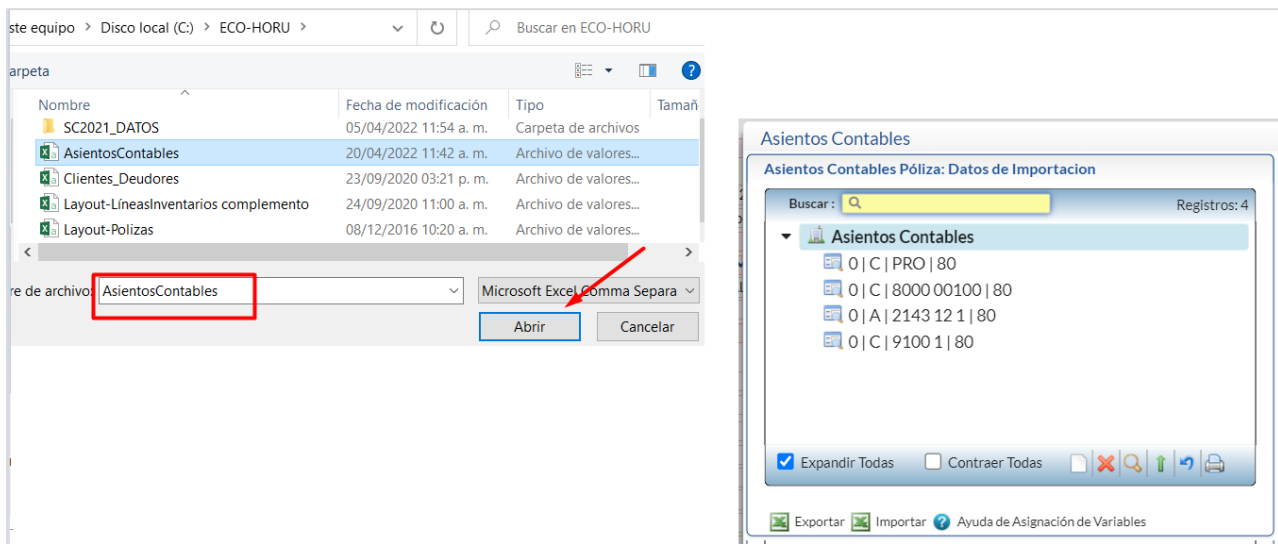 ste equipo > Disco local (C:) > ECO-HORU >
Buscar en ECO-HORU
arpeta
Nombre Fecha de modificación Tipo Tamañ
SC2021_DATOS 05/04/2022 11:54 a. m. Carpeta de archivos
AsientosContables 20/04/2022 11:42 a. m. Archivo de valores...
Clientes_Deudores 23/09/2020 03:21 p. m. Archivo de valores...
Layout-LíneasInventarios complemento 24/09/2020 11:00 a. m. Archivo de valores...
Layout-Polizas 08/12/2016 10:20 a. m. Archivo de valores...
re de archivo: AsientosContables Microsoft Excel Comma Separa
Abrir Cancelar
Asientos Contables
Asientos Contables Póliza: Datos de Importacion
Buscar : Registros: 4
Asientos Contables
0 | C | PRO | 80
0 | C | 8000 00100 | 80
0 | A | 2143 12 1 | 80
0 | C | 9100 1 | 80
Expandir Todas Contraer Todas
Exportar Importar Ayuda de Asignación de Variables